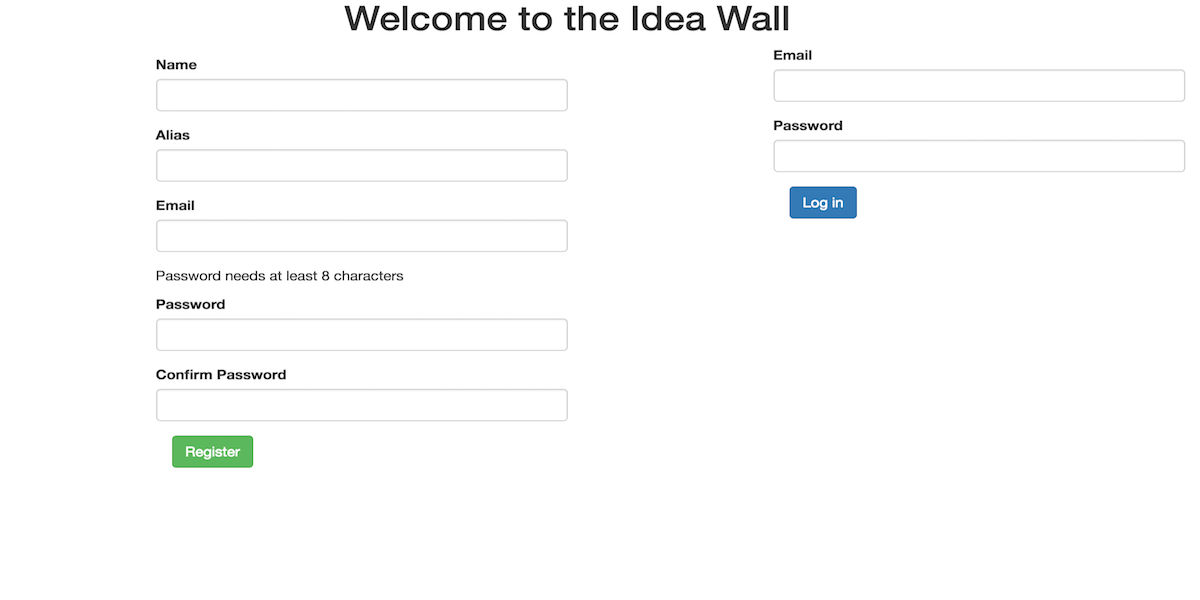 Welcome to the Idea Wall
Name
Alias
Email
Password needs at least 8 characters
Password
Confirm Password
Register
Email
Password
Log in